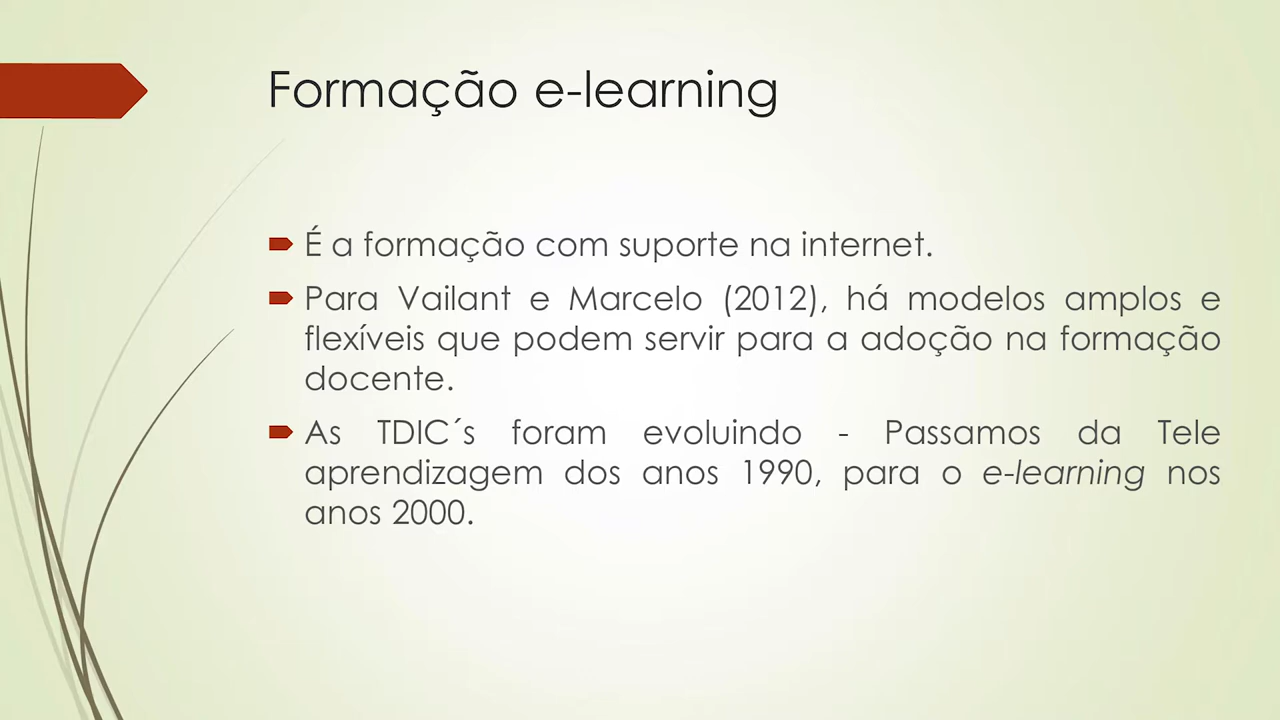 Formação e-learning
É a formação com suporte na internet.
Para Vailant e Marcelo (2012), há modelos amplos e
flexíveis que podem servir para a adoção na formação
docente.
As TDIC´s foram evoluindo - Passamos da Tele
aprendizagem dos anos 1990, para o e-learning nos
anos 2000.